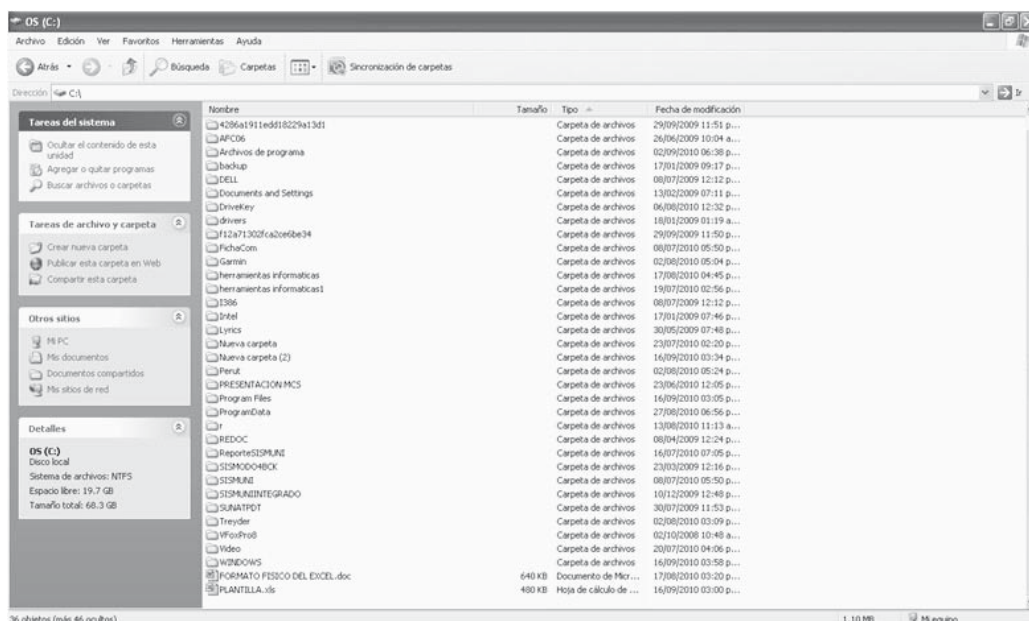 OS (C:)
Archivo Edición Ver Favoritos Herramientas Ayuda
Atrás Búsqueda Carpetas Sincronización de carpetas
Dirección C:\ Ir
Tareas del sistema
Ocultar el contenido de esta
unidad
Agregar o quitar programas
Buscar archivos o carpetas
Tareas de archivo y carpeta
Crear nueva carpeta
Publicar esta carpeta en Web
Compartir esta carpeta
Otros sitios
Mi PC
Mis documentos
Documentos compartidos
Mis sitios de red
Detalles
OS (C:)
Disco local
Sistema de archivos: NTFS
Espacio libre: 19.7 GB
Tamaño total: 68.3 GB
Nombre Tamaño Tipo Fecha de modificación
4286a1911edd18229a13d1 Carpeta de archivos 29/09/2009 11:51 p...
AFC06 Carpeta de archivos 26/06/2009 10:04 a...
Archivos de programa Carpeta de archivos 02/09/2010 06:38 p...
backup Carpeta de archivos 17/01/2009 09:17 p...
DELL Carpeta de archivos 08/07/2009 12:12 p...
Documents and Settings Carpeta de archivos 13/02/2009 07:11 p...
DriveKey Carpeta de archivos 06/08/2010 12:32 p...
drivers Carpeta de archivos 18/01/2009 01:19 a...
f12a71302fca2ce6be34 Carpeta de archivos 29/09/2009 11:50 p...
FichaCom Carpeta de archivos 08/07/2010 05:50 p...
Garmin Carpeta de archivos 02/08/2010 05:04 p...
herramientas informaticas Carpeta de archivos 17/08/2010 04:45 p...
herramientas informaticas1 Carpeta de archivos 19/07/2010 02:56 p...
I386 Carpeta de archivos 08/07/2009 12:12 p...
Intel Carpeta de archivos 17/01/2009 07:46 p...
Lyrics Carpeta de archivos 30/05/2009 07:48 p...
Nueva carpeta Carpeta de archivos 23/07/2010 02:20 p...
Nueva carpeta (2) Carpeta de archivos 16/09/2010 03:34 p...
Perut Carpeta de archivos 02/08/2010 05:24 p...
PRESENTACION MCS Carpeta de archivos 23/06/2010 12:05 p...
Program Files Carpeta de archivos 16/09/2010 03:05 p...
ProgramData Carpeta de archivos 27/08/2010 06:56 p...
r Carpeta de archivos 13/08/2010 11:13 a...
REDOC Carpeta de archivos 08/04/2009 12:24 p...
ReporteSISMUNI Carpeta de archivos 16/07/2010 07:05 p...
SISMODO4BCK Carpeta de archivos 23/03/2009 12:16 p...
SISMUNI Carpeta de archivos 08/07/2010 05:50 p...
SISMUNIINTEGRADO Carpeta de archivos 10/12/2009 12:48 p...
SUNATPDT Carpeta de archivos 30/07/2009 11:53 p...
Treyder Carpeta de archivos 02/08/2010 03:09 p...
VFoxPro8 Carpeta de archivos 02/10/2008 10:48 a...
Video Carpeta de archivos 20/07/2010 04:06 p...
WINDOWS Carpeta de archivos 16/09/2010 03:58 p...
FORMATO FISICO DEL EXCEL.doc 640 KB Documento de Micr... 17/08/2010 03:20 p...
PLANTILLA.xls 480 KB Hoja de cálculo de ... 16/09/2010 03:00 p...
36 objetos (más 46 ocultos) 1.10 MB Mi equipo